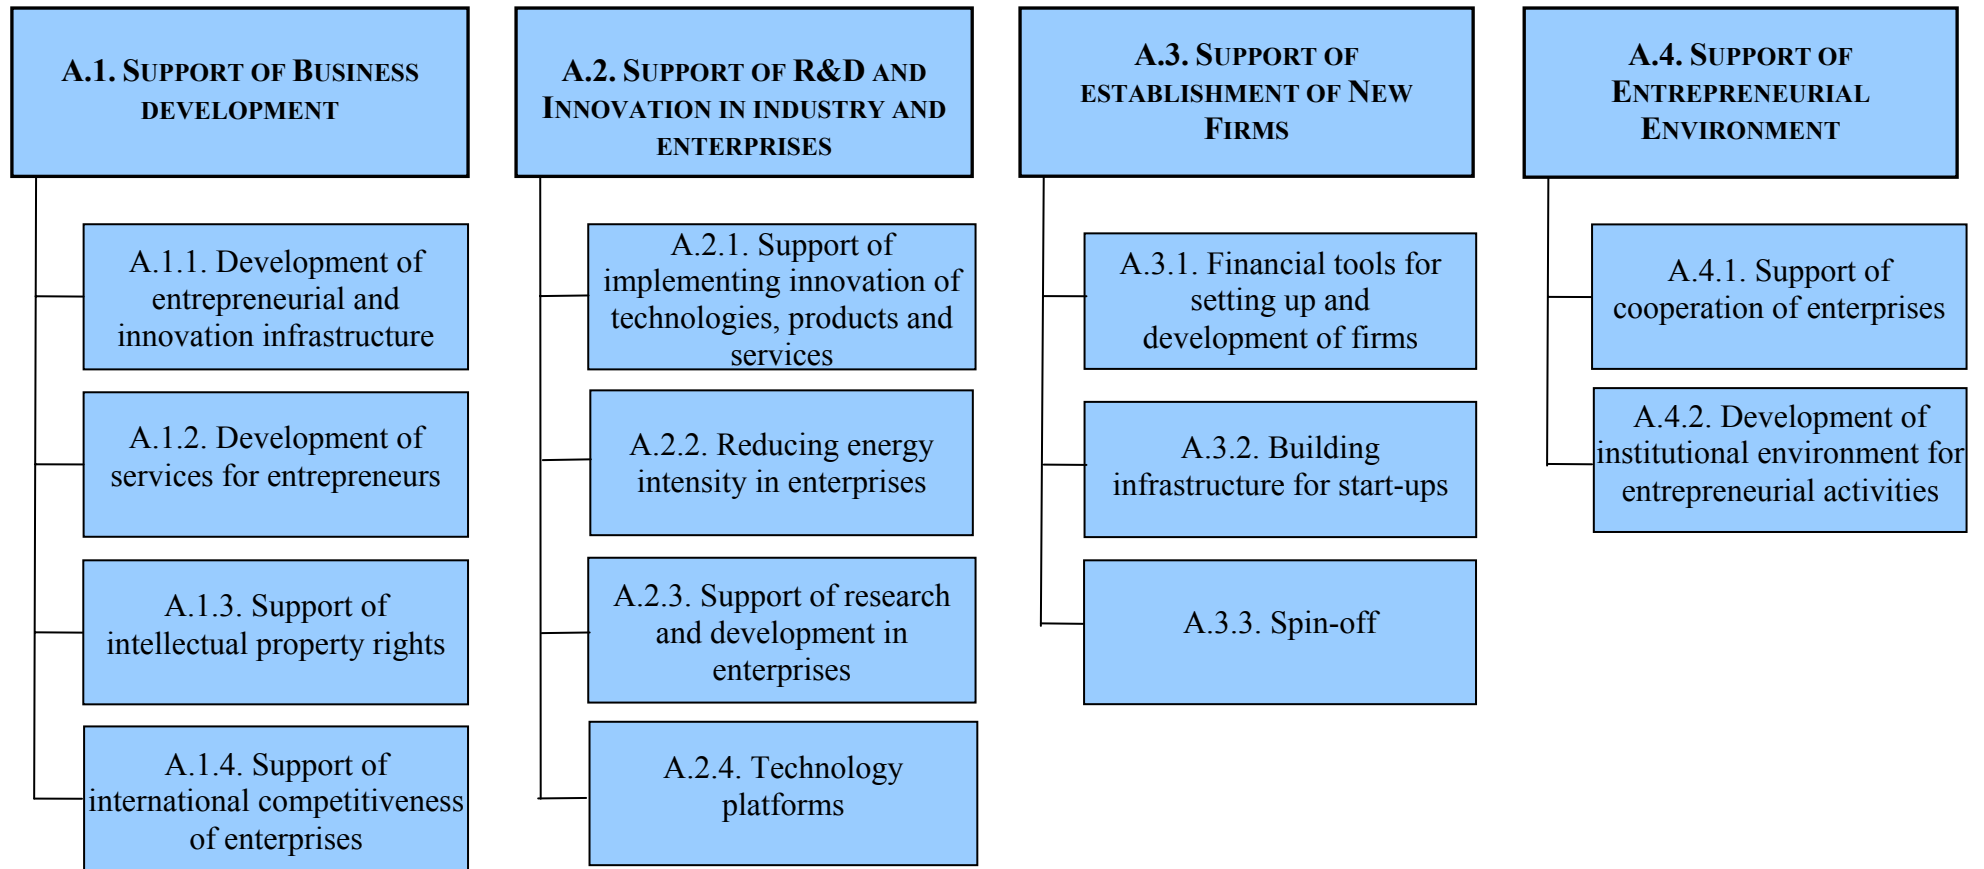 A.1. SUPPORT OF BUSINESS
DEVELOPMENT
A.1.1. Development of
entrepreneurial and
innovation infrastructure
A.1.2. Development of
services for entrepreneurs
A.1.3. Support of
intellectual property rights
A.1.4. Support of
international competitiveness
of enterprises
A.2. SUPPORT OF R&D AND
INNOVATION IN INDUSTRY AND
ENTERPRISES
A.2.1. Support of
implementing innovation of
technologies, products and
services
A.2.2. Reducing energy
intensity in enterprises
A.2.3. Support of research
and development in
enterprises
A.2.4. Technology
platforms
A.3. SUPPORT OF
ESTABLISHMENT OF NEW
FIRMS
A.3.1. Financial tools for
setting up and
development of firms
A.3.2. Building
infrastructure for start-ups
A.3.3. Spin-off
A.4. SUPPORT OF
ENTREPRENEURIAL
ENVIRONMENT
A.4.1. Support of
cooperation of enterprises
A.4.2. Development of
institutional environment for
entrepreneurial activities